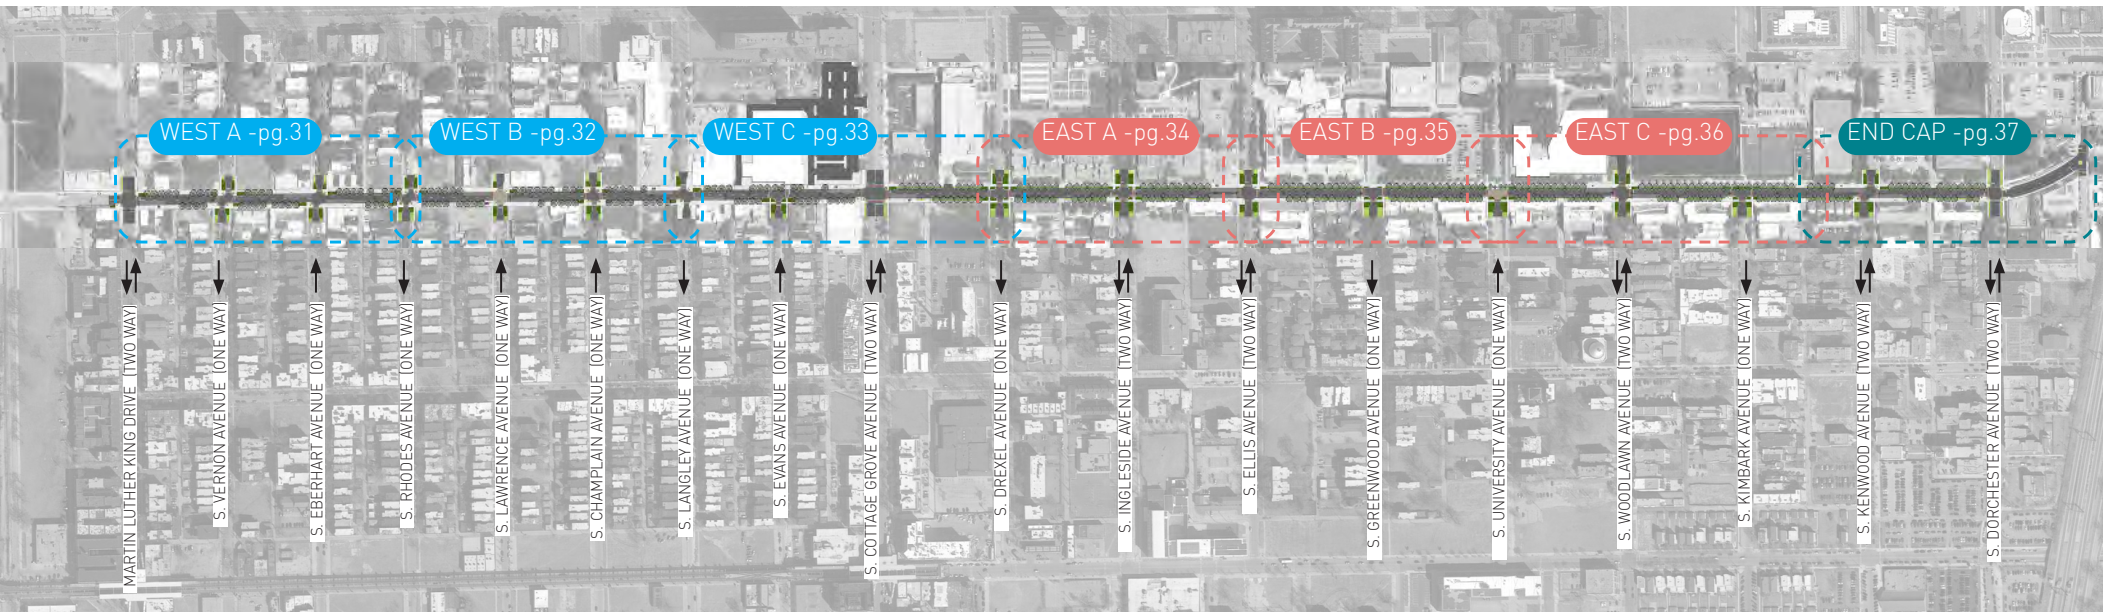 WEST A -pg.31
WEST B -pg.32
WEST C -pg.33
EAST A -pg.34
EAST B -pg.35
EAST C -pg.36
END CAP -pg.37
MARTIN LUTHER KING DRIVE (TWO WAY)
S. VERNON AVENUE (ONE WAY)
S. EBERHART AVENUE (ONE WAY)
S. RHODES AVENUE (ONE WAY)
S. LAWRENCE AVENUE (ONE WAY)
S. CHAMPLAIN AVENUE (ONE WAY)
S. LANGLEY AVENUE (ONE WAY)
S. EVANS AVENUE (ONE WAY)
S. COTTAGE GROVE AVENUE (TWO WAY)
S. DREXEL AVENUE (ONE WAY)
S. INGLESIDE AVENUE (TWO WAY)
S. ELLIS AVENUE (TWO WAY)
S. GREENWOOD AVENUE (ONE WAY)
S. UNIVERSITY AVENUE (ONE WAY)
S. WOODLAWN AVENUE (TWO WAY)
S. KIMBARK AVENUE (ONE WAY)
S. KENWOOD AVENUE (TWO WAY)
S. DORCHESTER AVENUE (TWO WAY)